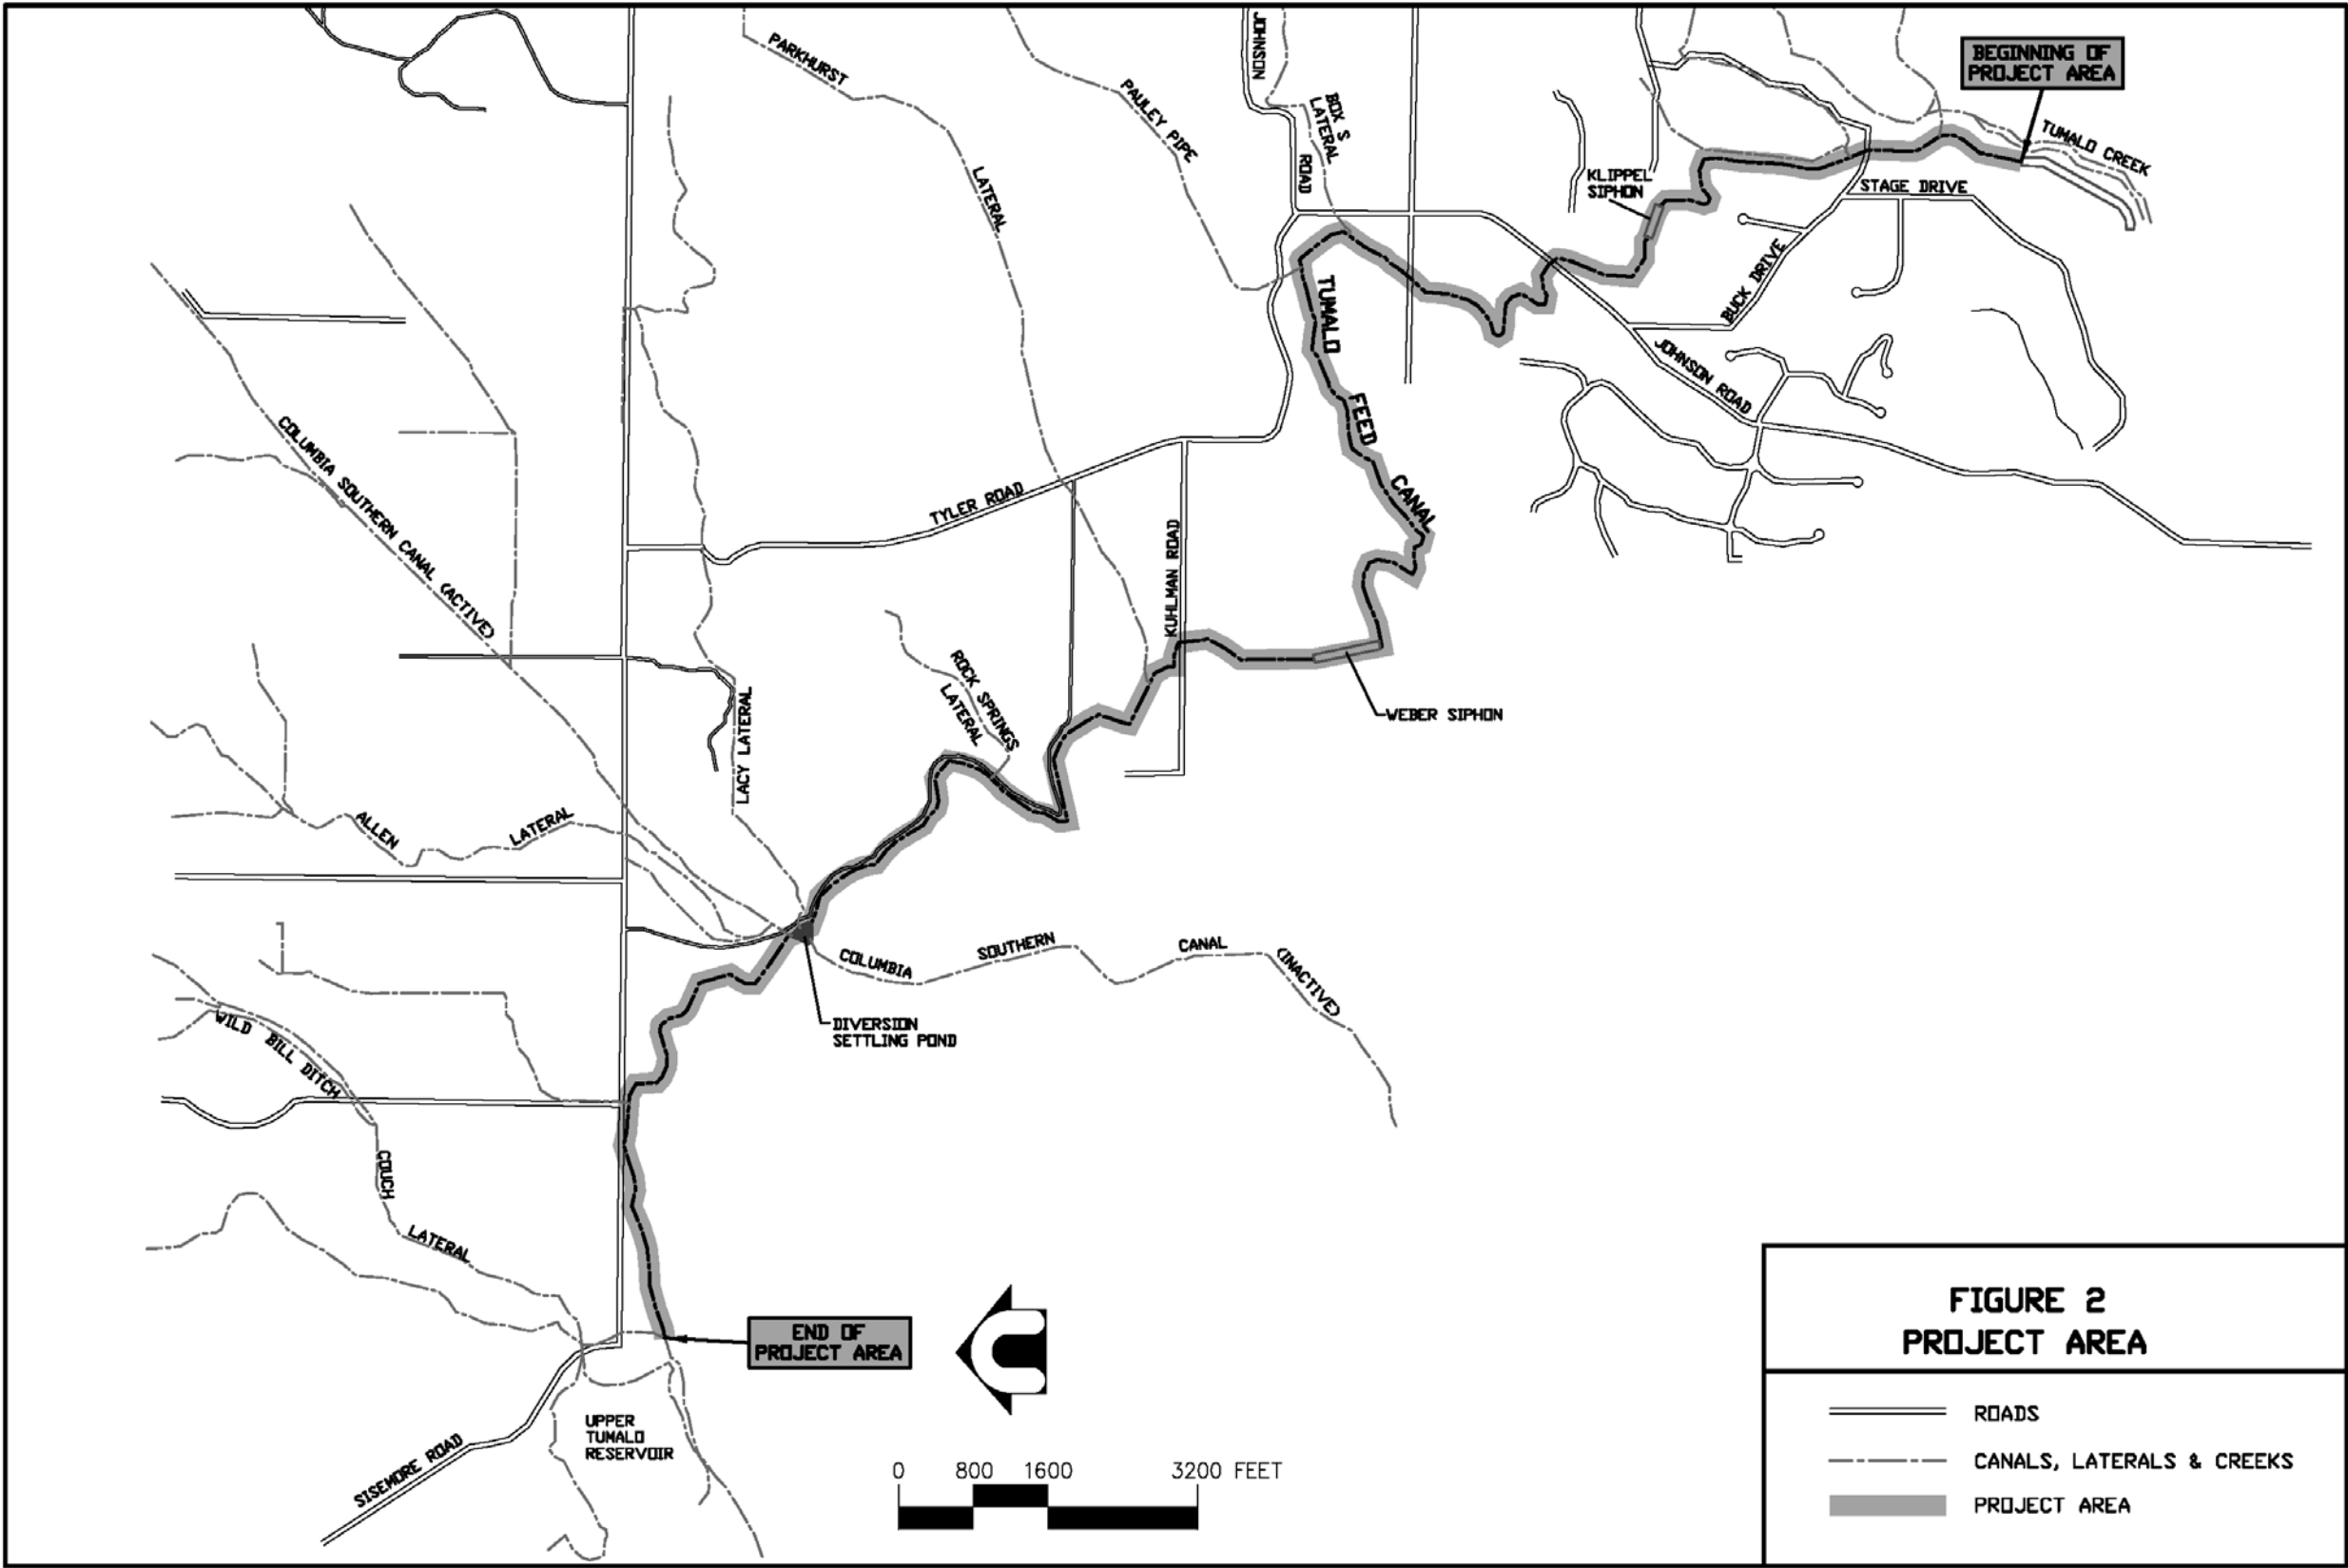 BEGINNING OF
PROJECT AREA
TUMALO CREEK
STAGE DRIVE
KLIPPEL
SIPHON
BUCK DRIVE
JOHNSON ROAD
JOHNSON
ROAD
BOX S
LATERAL
PAULEY PIPE
PARKHURST
LATERAL
TUMALO
FEED
CANAL
TYLER ROAD
KUHLMAN ROAD
WEBER SIPHON
ROCK SPRINGS
LATERAL
LACY LATERAL
COLUMBIA SOUTHERN CANAL (ACTIVE)
ALLEN
LATERAL
COLUMBIA
SOUTHERN
CANAL
(INACTIVE)
DIVERSION
SETTLING POND
WILD BILL DITCH
COUCH
LATERAL
END OF
PROJECT AREA
UPPER
TUMALO
RESERVOIR
SISEMORE ROAD
0 800 1600 3200 FEET
FIGURE 2
PROJECT AREA
ROADS
CANALS, LATERALS & CREEKS
PROJECT AREA